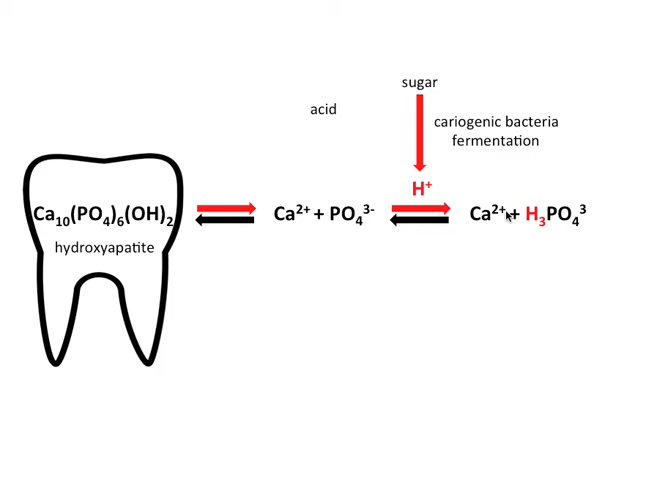 sugar
acid
cariogenic bacteria
fermentation
H⁺
Ca₁₀(PO₄)₆(OH)₂ Ca²⁺ + PO₄³⁻ Ca²⁺ + H₃PO₄³
hydroxyapatite